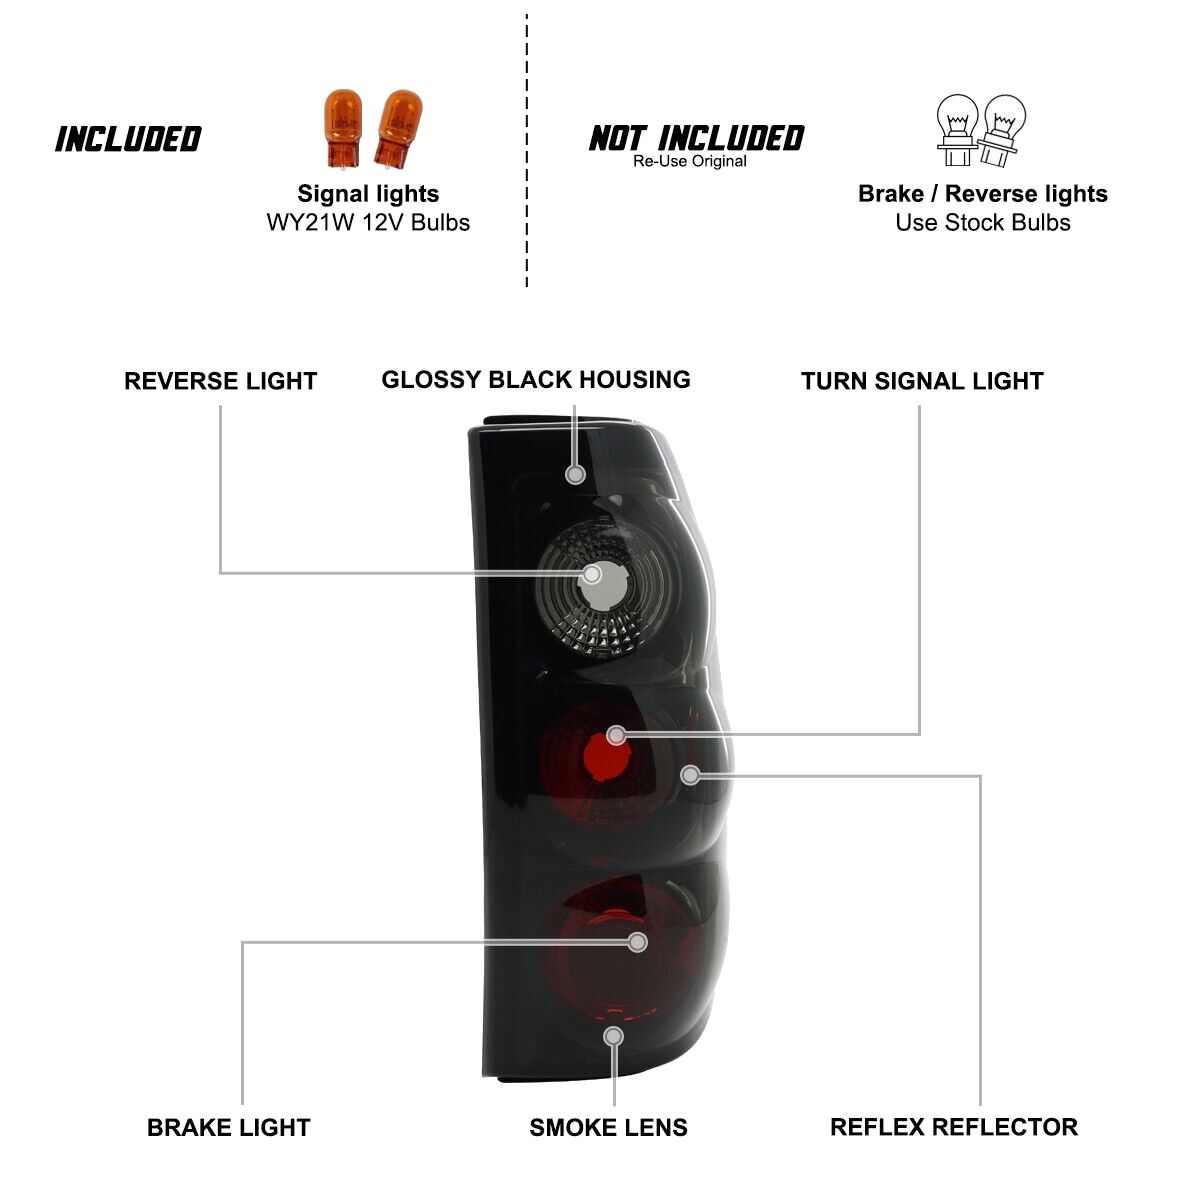 INCLUDED
Signal lights
WY21W 12V Bulbs
NOT INCLUDED
Re-Use Original
Brake / Reverse lights
Use Stock Bulbs
REVERSE LIGHT
GLOSSY BLACK HOUSING
TURN SIGNAL LIGHT
BRAKE LIGHT
SMOKE LENS
REFLEX REFLECTOR